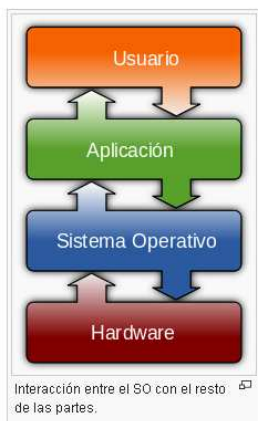 Usuario
Aplicación
Sistema Operativo
Hardware
Interacción entre el SO con el resto
de las partes.